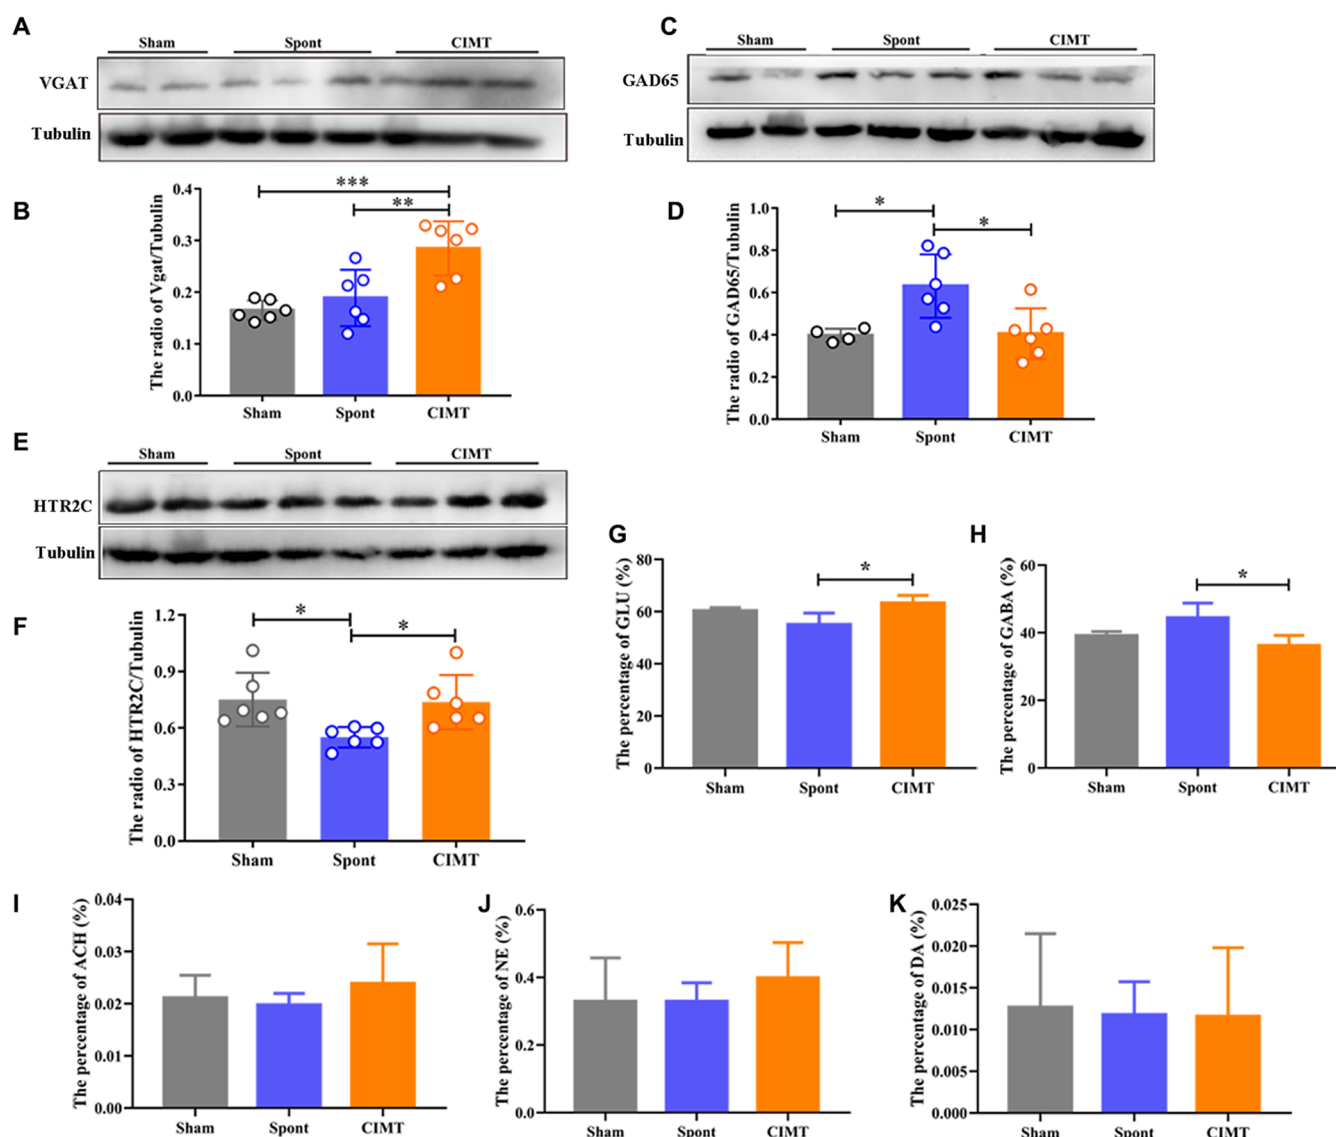 A
Sham Spont CIMT
VGAT
Tubulin
B
The radio of Vgat/Tubulin
0.4
0.3
0.2
0.1
0.0
***
**
Sham Spont CIMT
C
Sham Spont CIMT
GAD65
Tubulin
D
The radio of GAD65/Tubulin
1.0
0.8
0.6
0.4
0.2
0.0
*
*
Sham Spont CIMT
E
Sham Spont CIMT
HTR2C
Tubulin
F
The radio of HTR2C/Tubulin
1.2
0.9
0.6
0.3
0.0
*
*
Sham Spont CIMT
G
The percentage of GLU (%)
80
60
40
20
0
*
Sham Spont CIMT
H
The percentage of GABA (%)
60
40
20
0
*
Sham Spont CIMT
I
The percentage of ACH (%)
0.04
0.03
0.02
0.01
0.00
Sham Spont CIMT
J
The percentage of NE (%)
0.6
0.4
0.2
0.0
Sham Spont CIMT
K
The percentage of DA (%)
0.025
0.020
0.015
0.010
0.005
0.000
Sham Spont CIMT